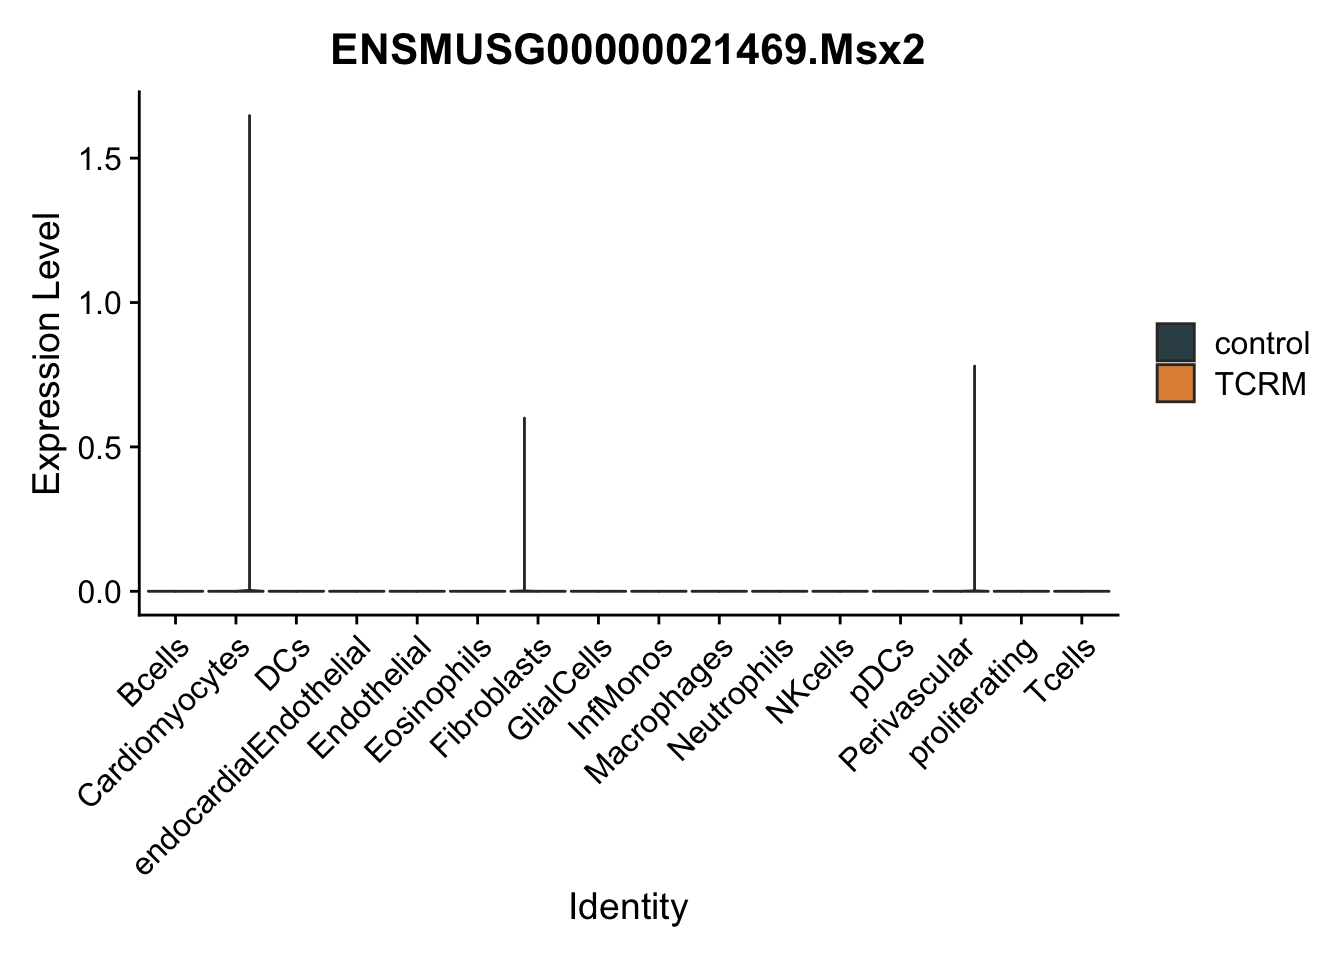 ENSMUSG00000021469.Msx2
Expression Level
1.5
1.0
0.5
0.0
control
TCRM
Bcells
Cardiomyocytes
DCs
endocardialEndothelial
Endothelial
Eosinophils
Fibroblasts
GlialCells
InfMonos
Macrophages
Neutrophils
NKcells
pDCs
Perivascular
proliferating
Tcells
Identity